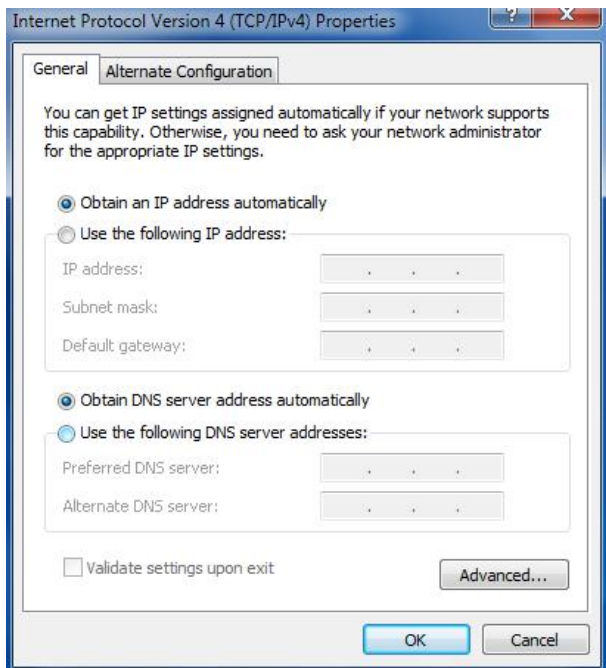 Internet Protocol Version 4 (TCP/IPv4) Properties
General
Alternate Configuration
You can get IP settings assigned automatically if your network supports
this capability. Otherwise, you need to ask your network administrator
for the appropriate IP settings.
Obtain an IP address automatically
Use the following IP address:
IP address:
Subnet mask:
Default gateway:
Obtain DNS server address automatically
Use the following DNS server addresses:
Preferred DNS server:
Alternate DNS server:
Validate settings upon exit
Advanced...
OK
Cancel